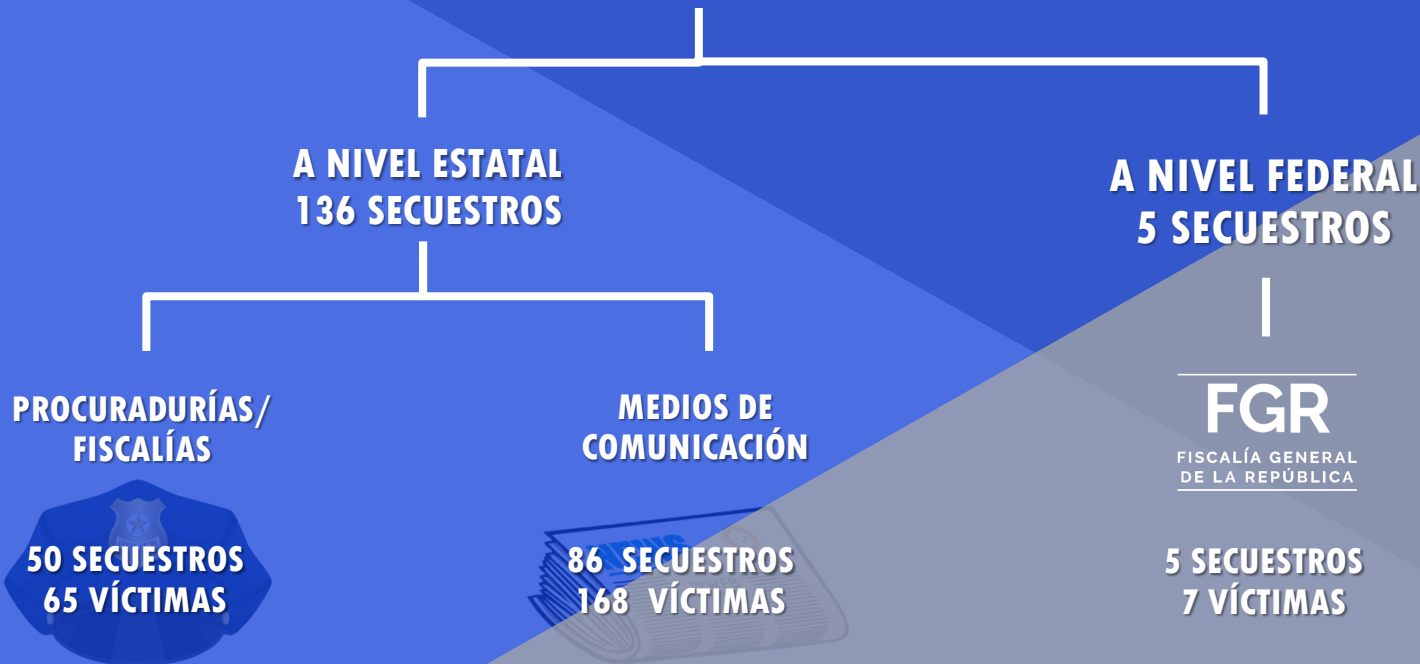 A NIVEL ESTATAL
136 SECUESTROS
A NIVEL FEDERAL
5 SECUESTROS
PROCURADURÍAS/
FISCALÍAS
MEDIOS DE
COMUNICACIÓN
FGR
FISCALÍA GENERAL
DE LA REPÚBLICA
NEWS
50 SECUESTROS
65 VÍCTIMAS
86 SECUESTROS
168 VÍCTIMAS
5 SECUESTROS
7 VÍCTIMAS